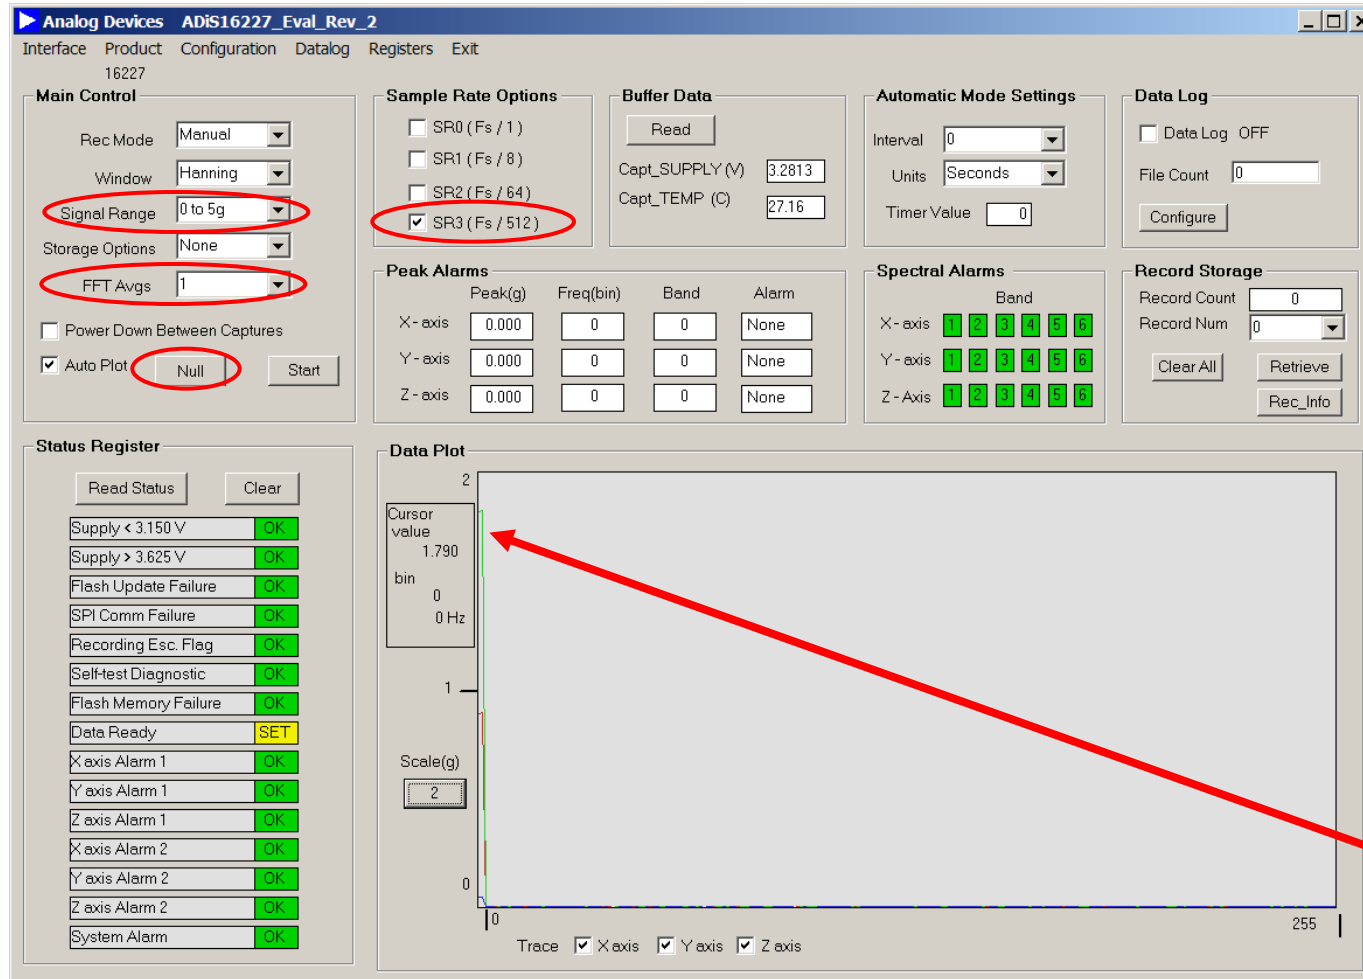 Analog Devices ADiS16227_Eval_Rev_2
Interface Product Configuration Datalog Registers Exit
16227
Main Control
Rec Mode Manual
Window Hanning
Signal Range 0 to 5g
Storage Options None
FFT Avgs 1
Power Down Between Captures
Auto Plot Null Start
Sample Rate Options
SR0 ( Fs / 1 )
SR1 ( Fs / 8 )
SR2 ( Fs / 64 )
SR3 ( Fs / 512 )
Buffer Data
Read
Capt_SUPPLY (V) 3.2813
Capt_TEMP (C) 27.16
Automatic Mode Settings
Interval 0
Units Seconds
Timer Value 0
Data Log
Data Log OFF
File Count 0
Configure
Peak Alarms
Peak(g) Freq(bin) Band Alarm
X- axis 0.000 0 0 None
Y- axis 0.000 0 0 None
Z - axis 0.000 0 0 None
Spectral Alarms
Band
X- axis 1 2 3 4 5 6
Y- axis 1 2 3 4 5 6
Z - Axis 1 2 3 4 5 6
Record Storage
Record Count 0
Record Num 0
Clear All Retrieve
Rec_Info
Status Register
Read Status Clear
Supply < 3.150 V OK
Supply > 3.625 V OK
Flash Update Failure OK
SPI Comm Failure OK
Recording Esc. Flag OK
Self-test Diagnostic OK
Flash Memory Failure OK
Data Ready SET
X axis Alarm 1 OK
Y axis Alarm 1 OK
Z axis Alarm 1 OK
X axis Alarm 2 OK
Y axis Alarm 2 OK
Z axis Alarm 2 OK
System Alarm OK
Data Plot
2
Cursor
value
1.790
bin
0
0 Hz
1
Scale(g)
2
0
0 255
Trace X axis Y axis Z axis